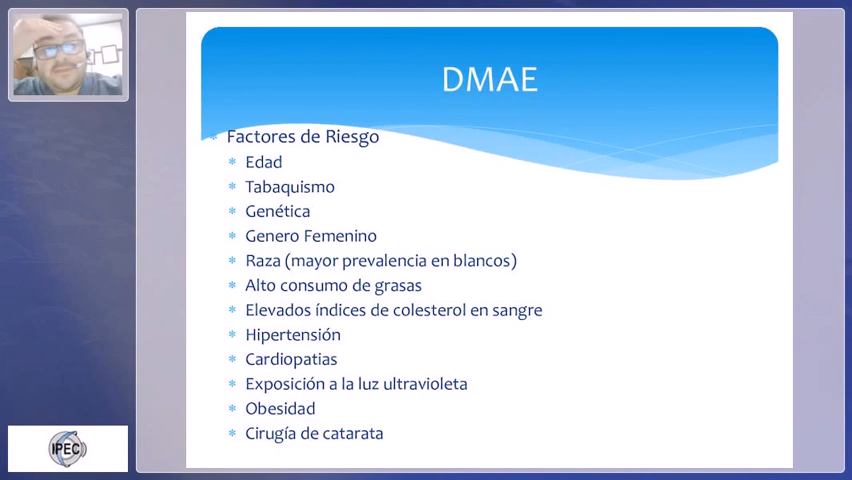 DMAE
Factores de Riesgo
Edad
Tabaquismo
Genética
Genero Femenino
Raza (mayor prevalencia en blancos)
Alto consumo de grasas
Elevados índices de colesterol en sangre
Hipertensión
Cardiopatias
Exposición a la luz ultravioleta
Obesidad
Cirugía de catarata
IPEC